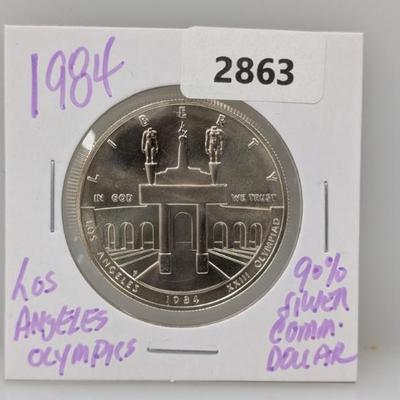 1984
2863
LIBERTY
IN GOD WE TRUST
LOS ANGELES XXIII OLYMPIAD
P
1984
Los
ANgELES
OLYMPICS
90%
SILVER
COMM.
DOLLAR